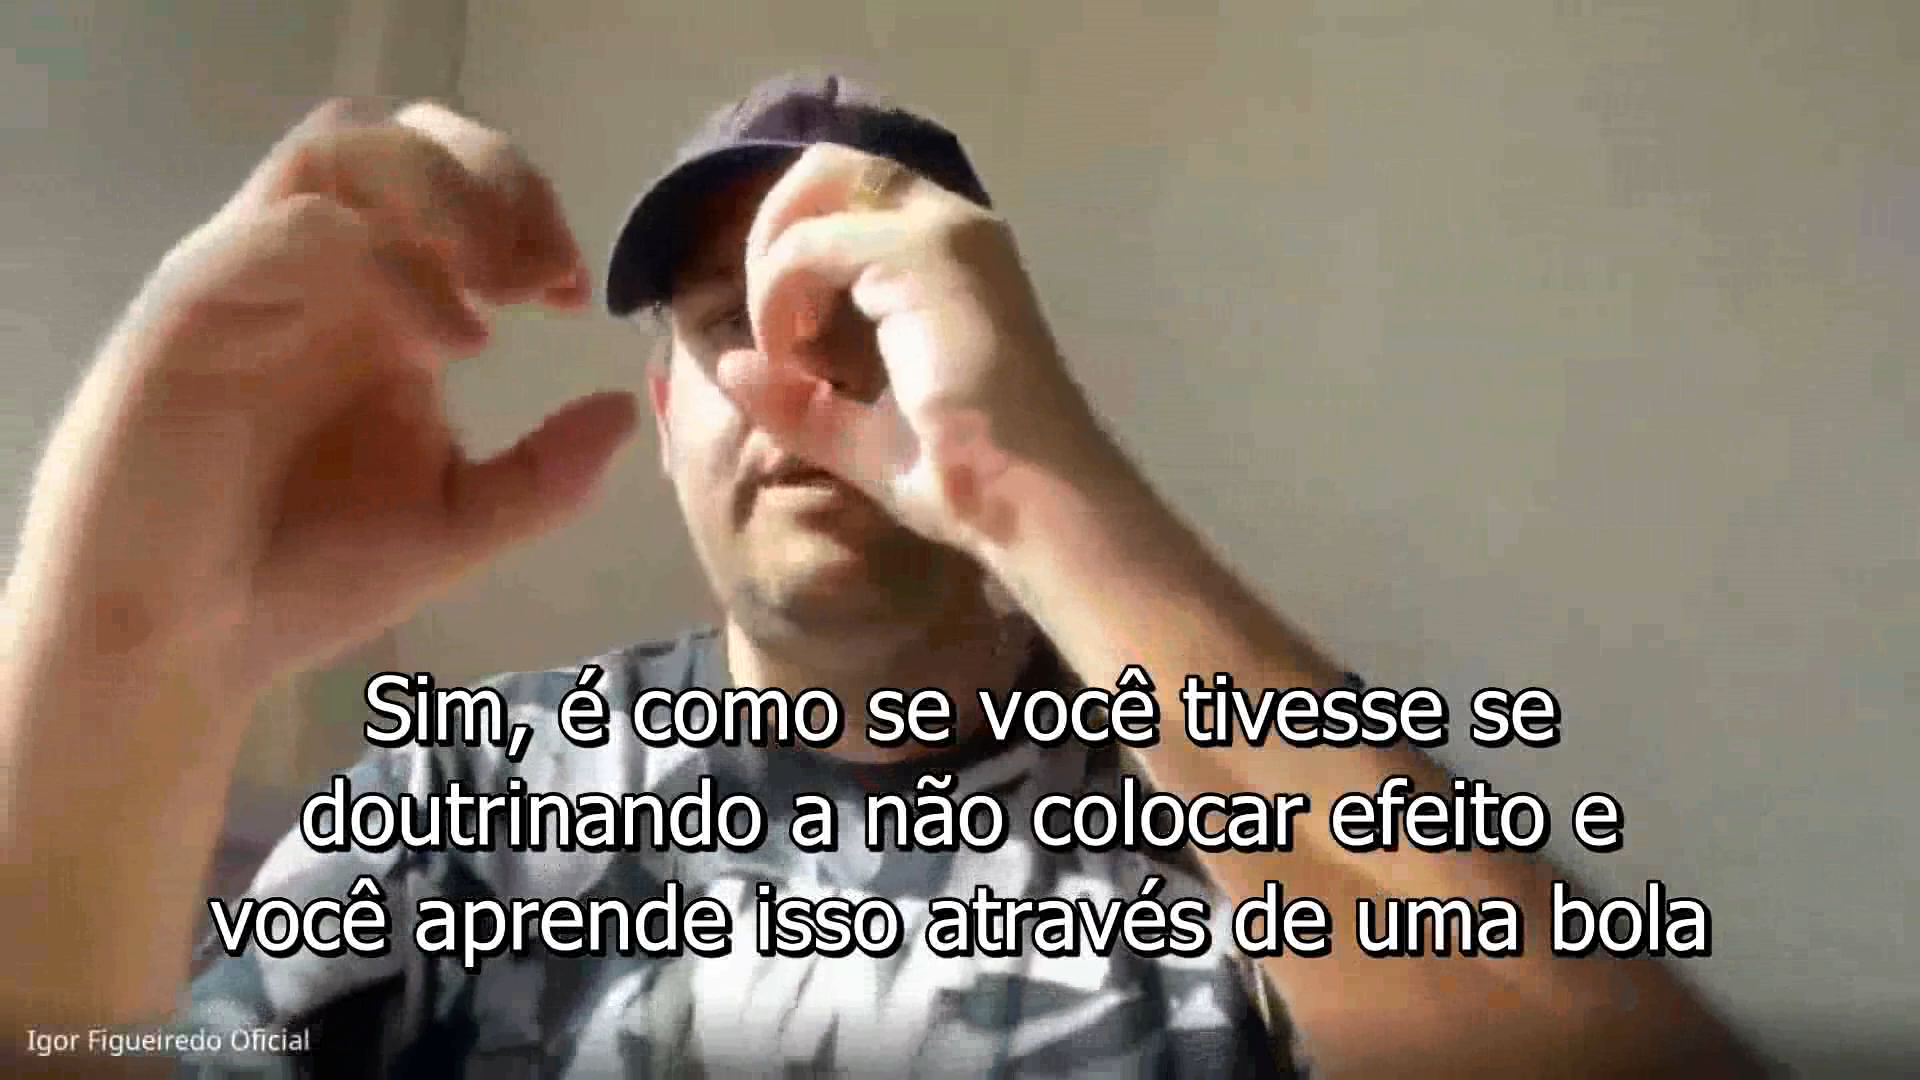 Sim, é como se você tivesse se
doutrinando a não colocar efeito e
você aprende isso através de uma bola
Igor Figueiredo Oficial